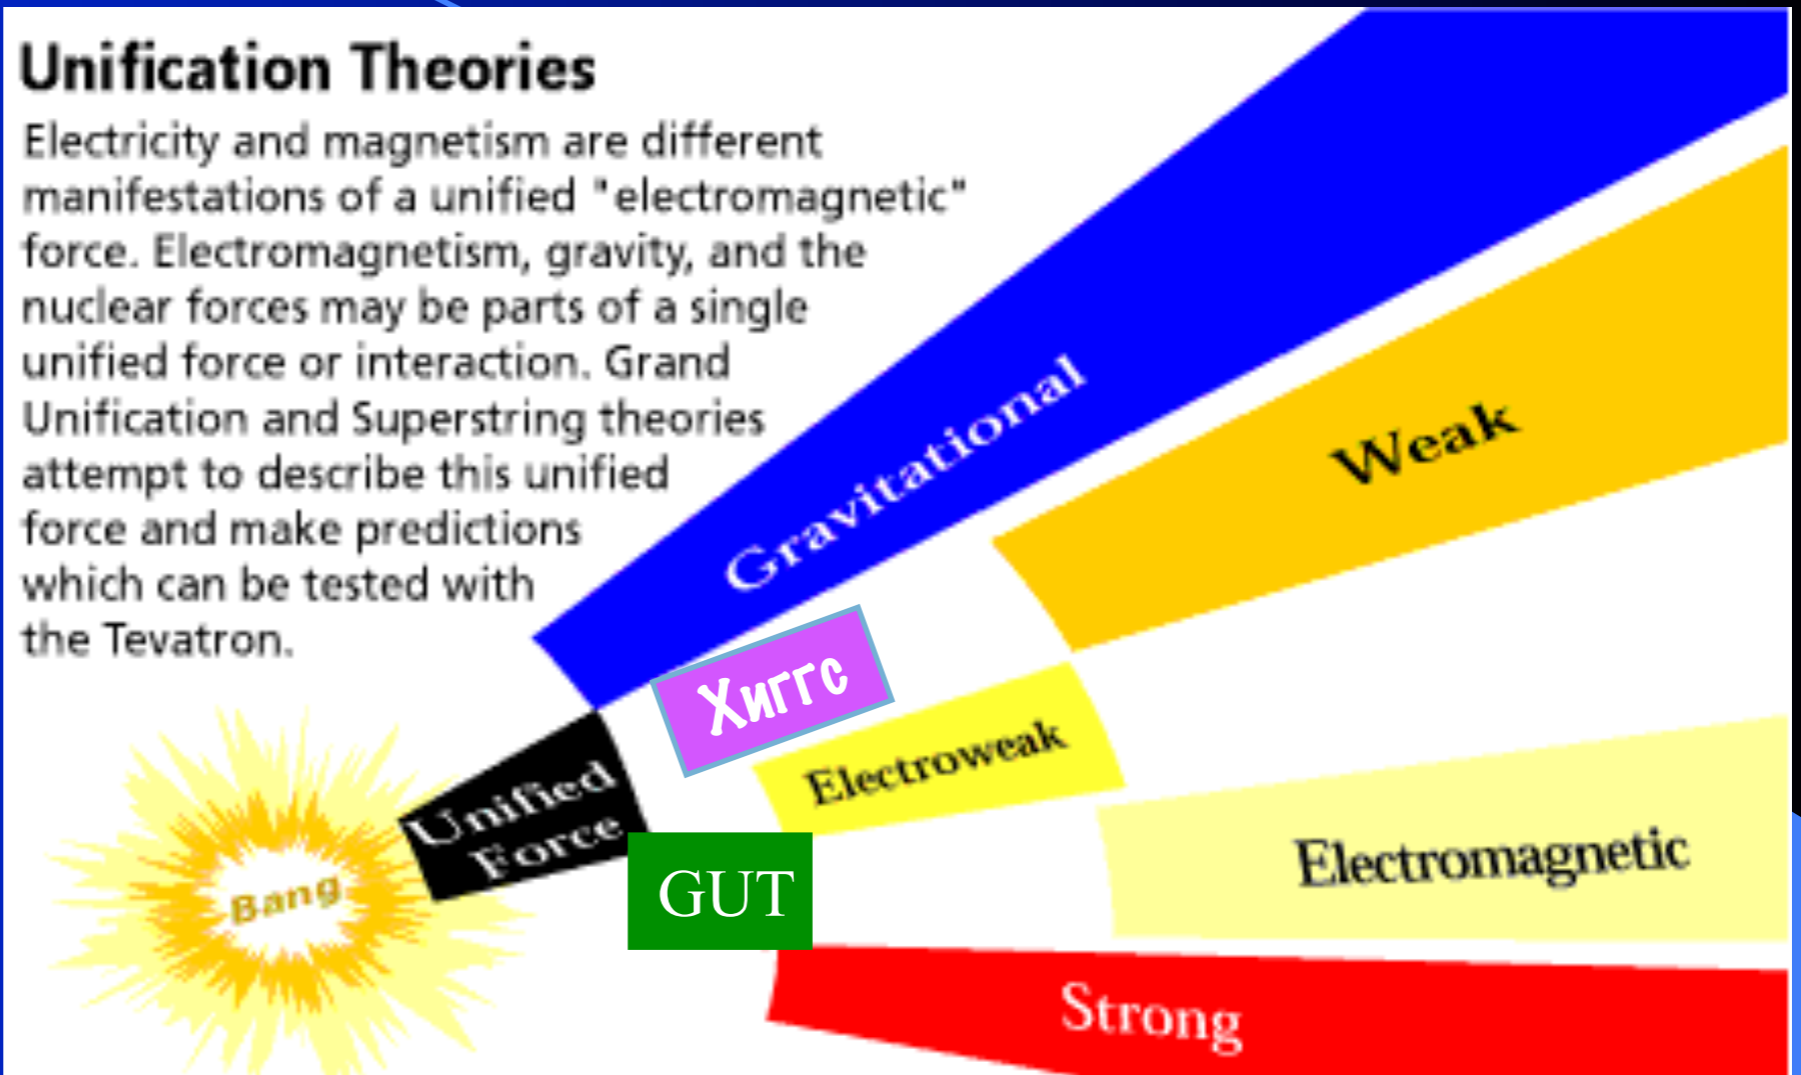 Unification Theories
Electricity and magnetism are different
manifestations of a unified "electromagnetic"
force. Electromagnetism, gravity, and the
nuclear forces may be parts of a single
unified force or interaction. Grand
Unification and Superstring theories
attempt to describe this unified
force and make predictions
which can be tested with
the Tevatron.
Gravitational
Weak
Хиггс
Electroweak
Unified
Force
GUT
Electromagnetic
Bang
Strong